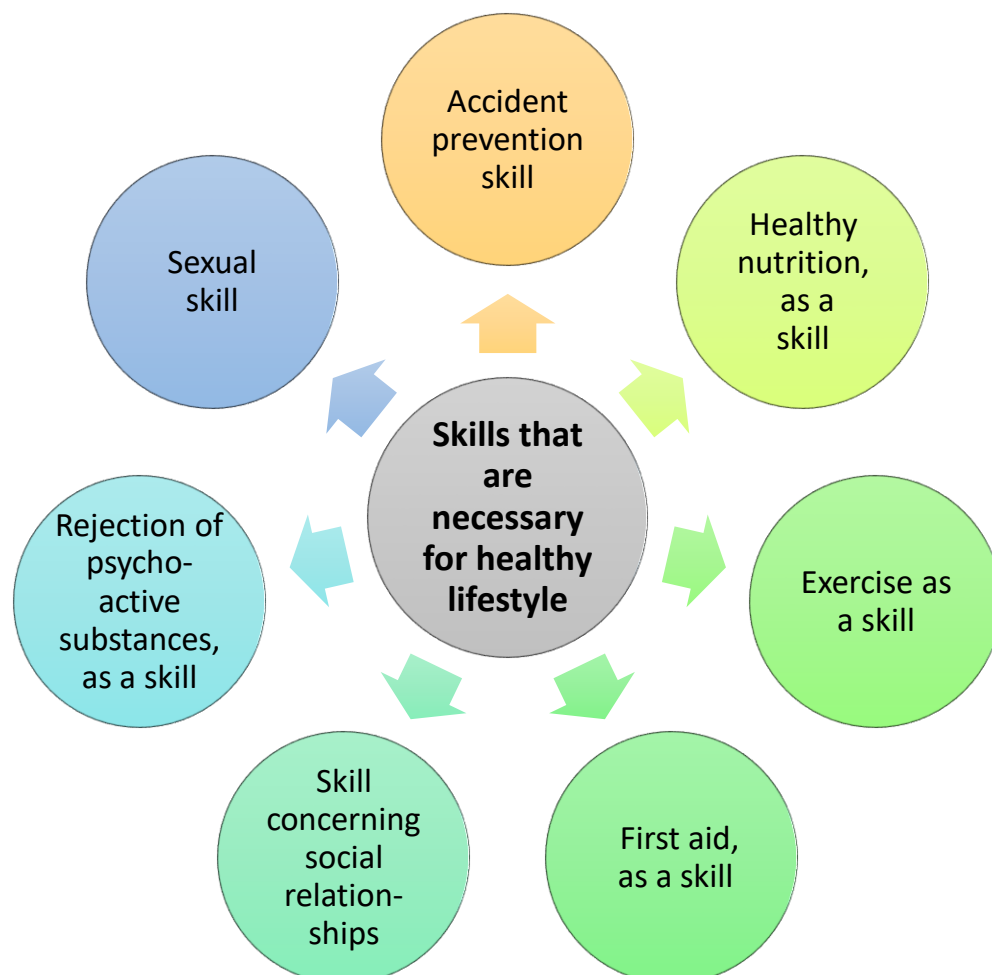 Accident
prevention
skill
Healthy
nutrition,
as a
skill
Exercise as
a skill
First aid,
as a skill
Skill
concerning
social
relation-
ships
Rejection of
psycho-
active
substances,
as a skill
Sexual
skill
Skills that
are
necessary
for healthy
lifestyle